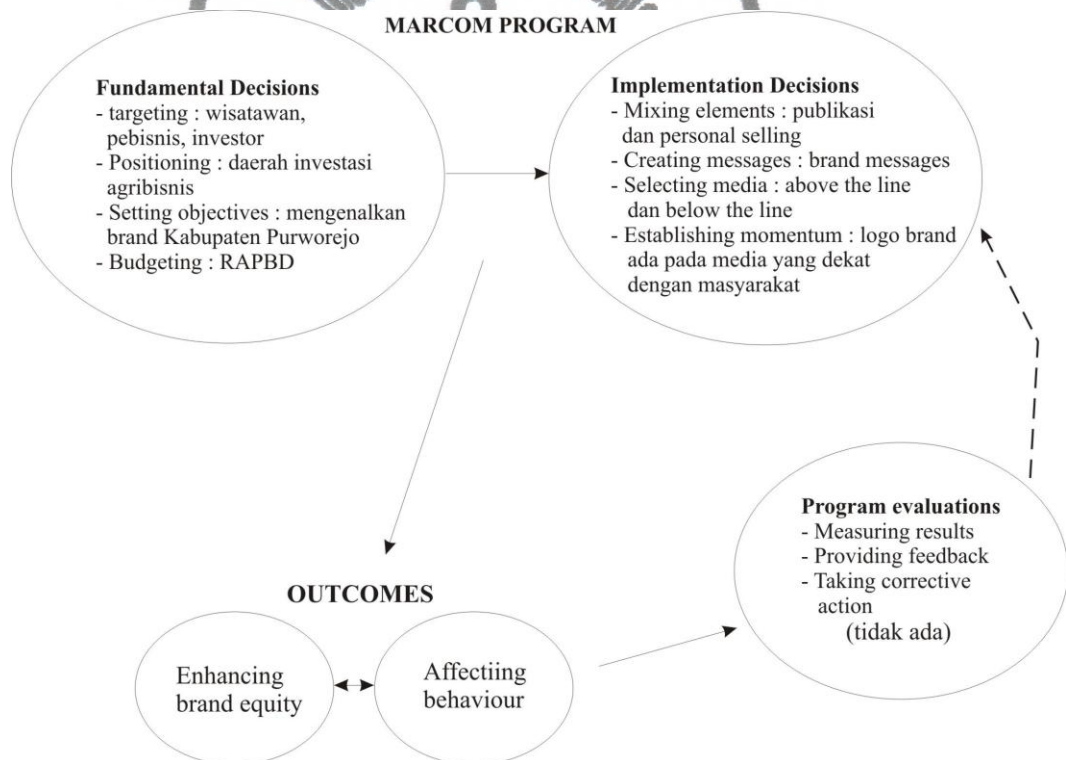 MARCOM PROGRAM
Fundamental Decisions
- targeting : wisatawan,
pebisnis, investor
- Positioning : daerah investasi
agribisnis
- Setting objectives : mengenalkan
brand Kabupaten Purworejo
- Budgeting : RAPBD
Implementation Decisions
- Mixing elements : publikasi
dan personal selling
- Creating messages : brand messages
- Selecting media : above the line
dan below the line
- Establishing momentum : logo brand
ada pada media yang dekat
dengan masyarakat
Program evaluations
- Measuring results
- Providing feedback
- Taking corrective
action
(tidak ada)
OUTCOMES
Enhancing
brand equity
Affectiing
behaviour